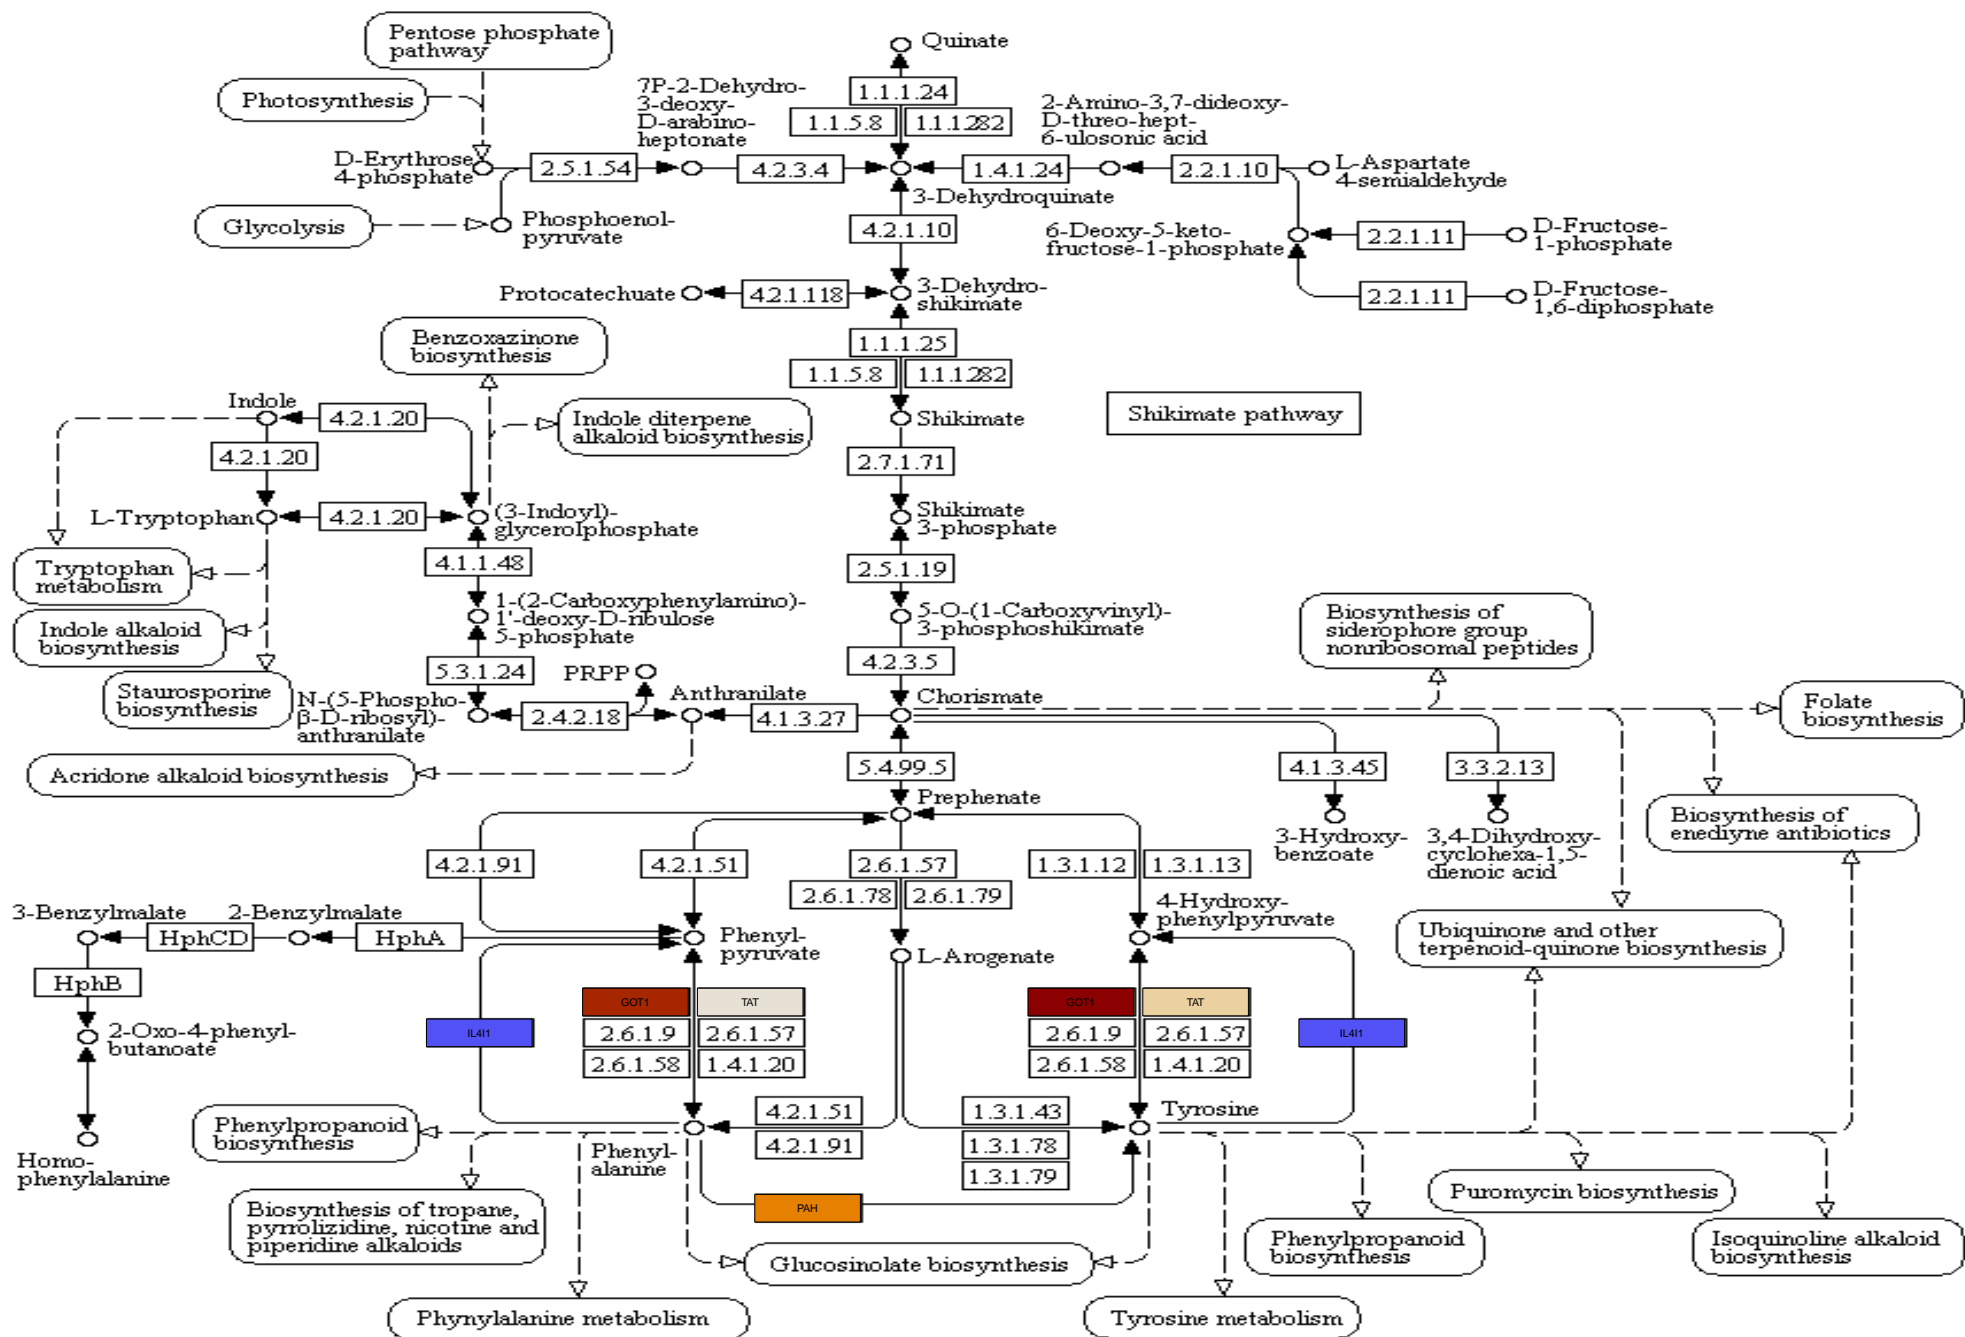 Pentose phosphate
pathway
Photosynthesis
Quinate
7P-2-Dehydro-
3-deoxy-
D-arabino-
heptonate
1.1.1.24
1.1.5.8
1.1.1.282
2-Amino-3,7-dideoxy-
D-threo-hept-
6-ulosonic acid
D-Erythrose
4-phosphate
2.5.1.54
4.2.3.4
1.4.1.24
2.2.1.10
L-Aspartate
4-semialdehyde
3-Dehydroquinate
Glycolysis
Phosphoenol-
pyruvate
4.2.1.10
6-Deoxy-5-keto-
fructose-1-phosphate
2.2.1.11
D-Fructose-
1-phosphate
Protocatechuate
4.2.1.118
3-Dehydro-
shikimate
2.2.1.11
D-Fructose-
1,6-diphosphate
Benzoxazinone
biosynthesis
1.1.1.25
1.1.5.8
1.1.1.282
Indole
4.2.1.20
Indole diterpene
alkaloid biosynthesis
Shikimate
Shikimate pathway
4.2.1.20
2.7.1.71
L-Tryptophan
4.2.1.20
(3-Indoyl)-
glycerolphosphate
Shikimate
3-phosphate
Tryptophan
metabolism
4.1.1.48
2.5.1.19
Indole alkaloid
biosynthesis
1-(2-Carboxyphenylamino)-
1'-deoxy-D-ribulose
5-phosphate
5-O-(1-Carboxyvinyl)-
3-phosphoshikimate
Biosynthesis of
siderophore group
nonribosomal peptides
Staurosporine
biosynthesis
5.3.1.24
PRPP
4.2.3.5
N-(5-Phospho-
β-D-ribosyl)-
anthranilate
2.4.2.18
Anthranilate
4.1.3.27
Chorismate
Folate
biosynthesis
Acridone alkaloid biosynthesis
5.4.99.5
4.1.3.45
3.3.2.13
Prephenate
3-Hydroxy-
benzoate
3,4-Dihydroxy-
cyclohexa-1,5-
dienoic acid
Biosynthesis of
enediyne antibiotics
4.2.1.91
4.2.1.51
2.6.1.57
2.6.1.78
2.6.1.79
1.3.1.12
1.3.1.13
3-Benzylmalate
2-Benzylmalate
HphCD
HphA
Phenyl-
pyruvate
L-Arogenate
4-Hydroxy-
phenylpyruvate
Ubiquinone and other
terpenoid-quinone biosynthesis
HphB
GOT1
TAT
GOT1
TAT
2-Oxo-4-phenyl-
butanoate
IL4I1
2.6.1.9
2.6.1.57
2.6.1.9
2.6.1.57
IL4I1
2.6.1.58
1.4.1.20
2.6.1.58
1.4.1.20
Phenylpropanoid
biosynthesis
4.2.1.51
4.2.1.91
1.3.1.43
1.3.1.78
1.3.1.79
Tyrosine
Homo-
phenylalanine
Phenyl-
alanine
Biosynthesis of tropane,
pyrrolizidine, nicotine and
piperidine alkaloids
PAH
Puromycin biosynthesis
Glucosinolate biosynthesis
Phenylpropanoid
biosynthesis
Isoquinoline alkaloid
biosynthesis
Phynylalanine metabolism
Tyrosine metabolism